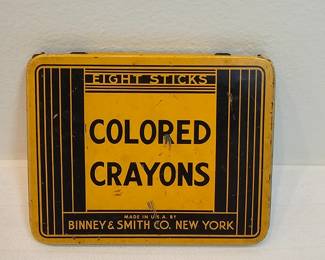 EIGHT STICKS
COLORED
CRAYONS
MADE IN U.S.A. BY
BINNEY & SMITH CO. NEW YORK